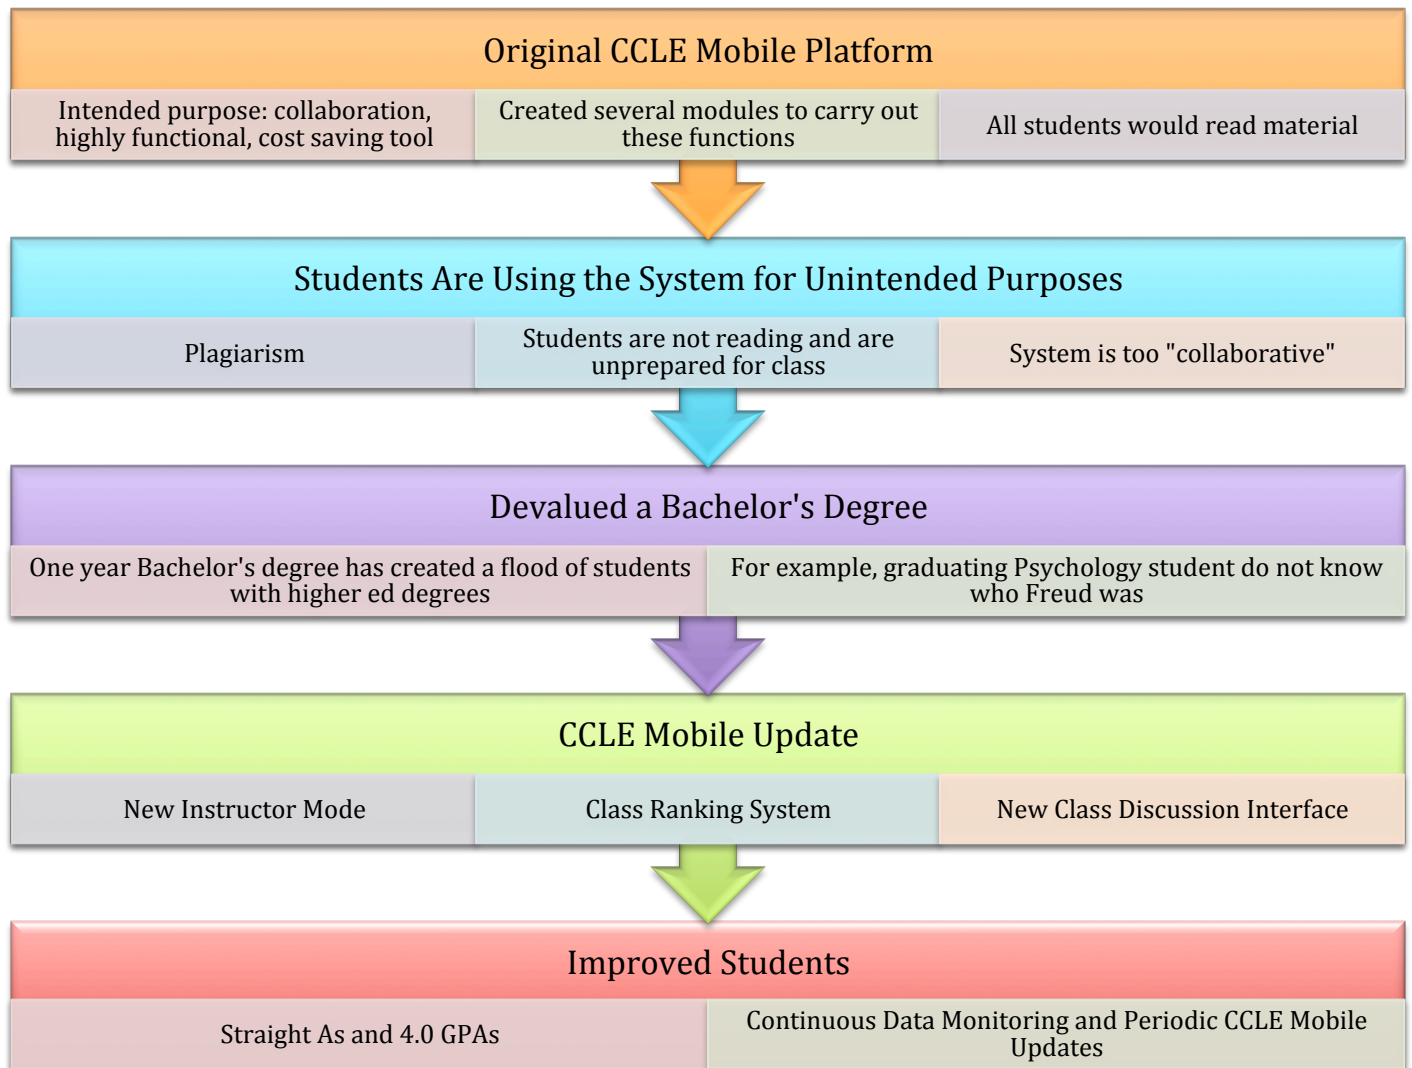 Original CCLE Mobile Platform
Intended purpose: collaboration,
highly functional, cost saving tool
Created several modules to carry out
these functions
All students would read material
Students Are Using the System for Unintended Purposes
Plagiarism
Students are not reading and are
unprepared for class
System is too "collaborative"
Devalued a Bachelor's Degree
One year Bachelor's degree has created a flood of students
with higher ed degrees
For example, graduating Psychology student do not know
who Freud was
CCLE Mobile Update
New Instructor Mode
Class Ranking System
New Class Discussion Interface
Improved Students
Straight As and 4.0 GPAs
Continuous Data Monitoring and Periodic CCLE Mobile
Updates